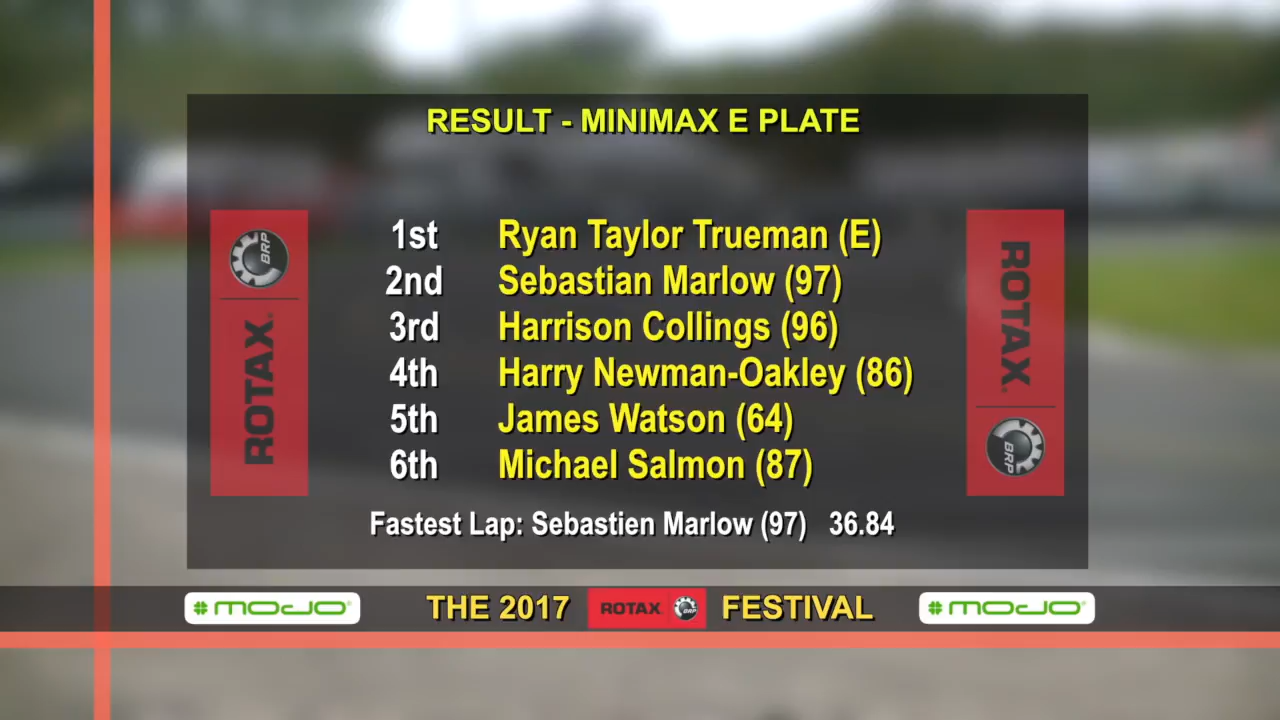 RESULT - MINIMAX E PLATE
1st Ryan Taylor Trueman (E)
2nd Sebastian Marlow (97)
3rd Harrison Collings (96)
4th Harry Newman-Oakley (86)
5th James Watson (64)
6th Michael Salmon (87)
Fastest Lap: Sebastien Marlow (97) 36.84
BRP ROTAX
ROTAX BRP
mojo THE 2017 ROTAX BRP FESTIVAL mojo